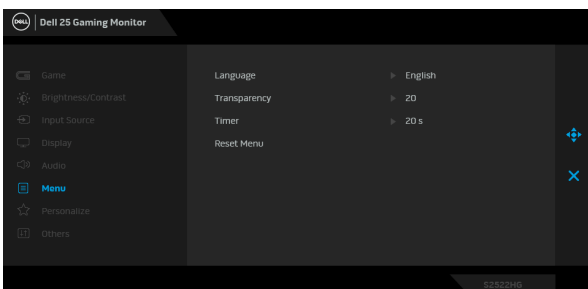 DELL Dell 25 Gaming Monitor
Game
Brightness/Contrast
Input Source
Display
Audio
Menu
Personalize
Others
Language English
Transparency 20
Timer 20 s
Reset Menu
S2522HG